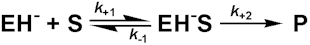 EH⁻ + S k₊₁ k₋₁ EH⁻S k₊₂ P